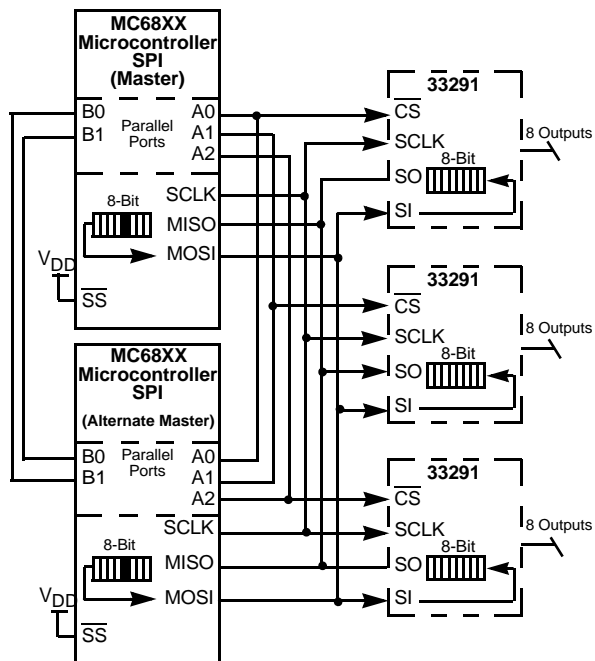 MC68XX
Microcontroller
SPI
(Master)
B0
B1
Parallel
Ports
A0
A1
A2
8-Bit
SCLK
MISO
MOSI
VDD
SS
MC68XX
Microcontroller
SPI
(Alternate Master)
B0
B1
Parallel
Ports
A0
A1
A2
SCLK
8-Bit
MISO
MOSI
VDD
SS
33291
CS
SCLK
8-Bit
SO
SI
8 Outputs
33291
CS
SCLK
8-Bit
SO
SI
8 Outputs
33291
CS
SCLK
8-Bit
SO
SI
8 Outputs